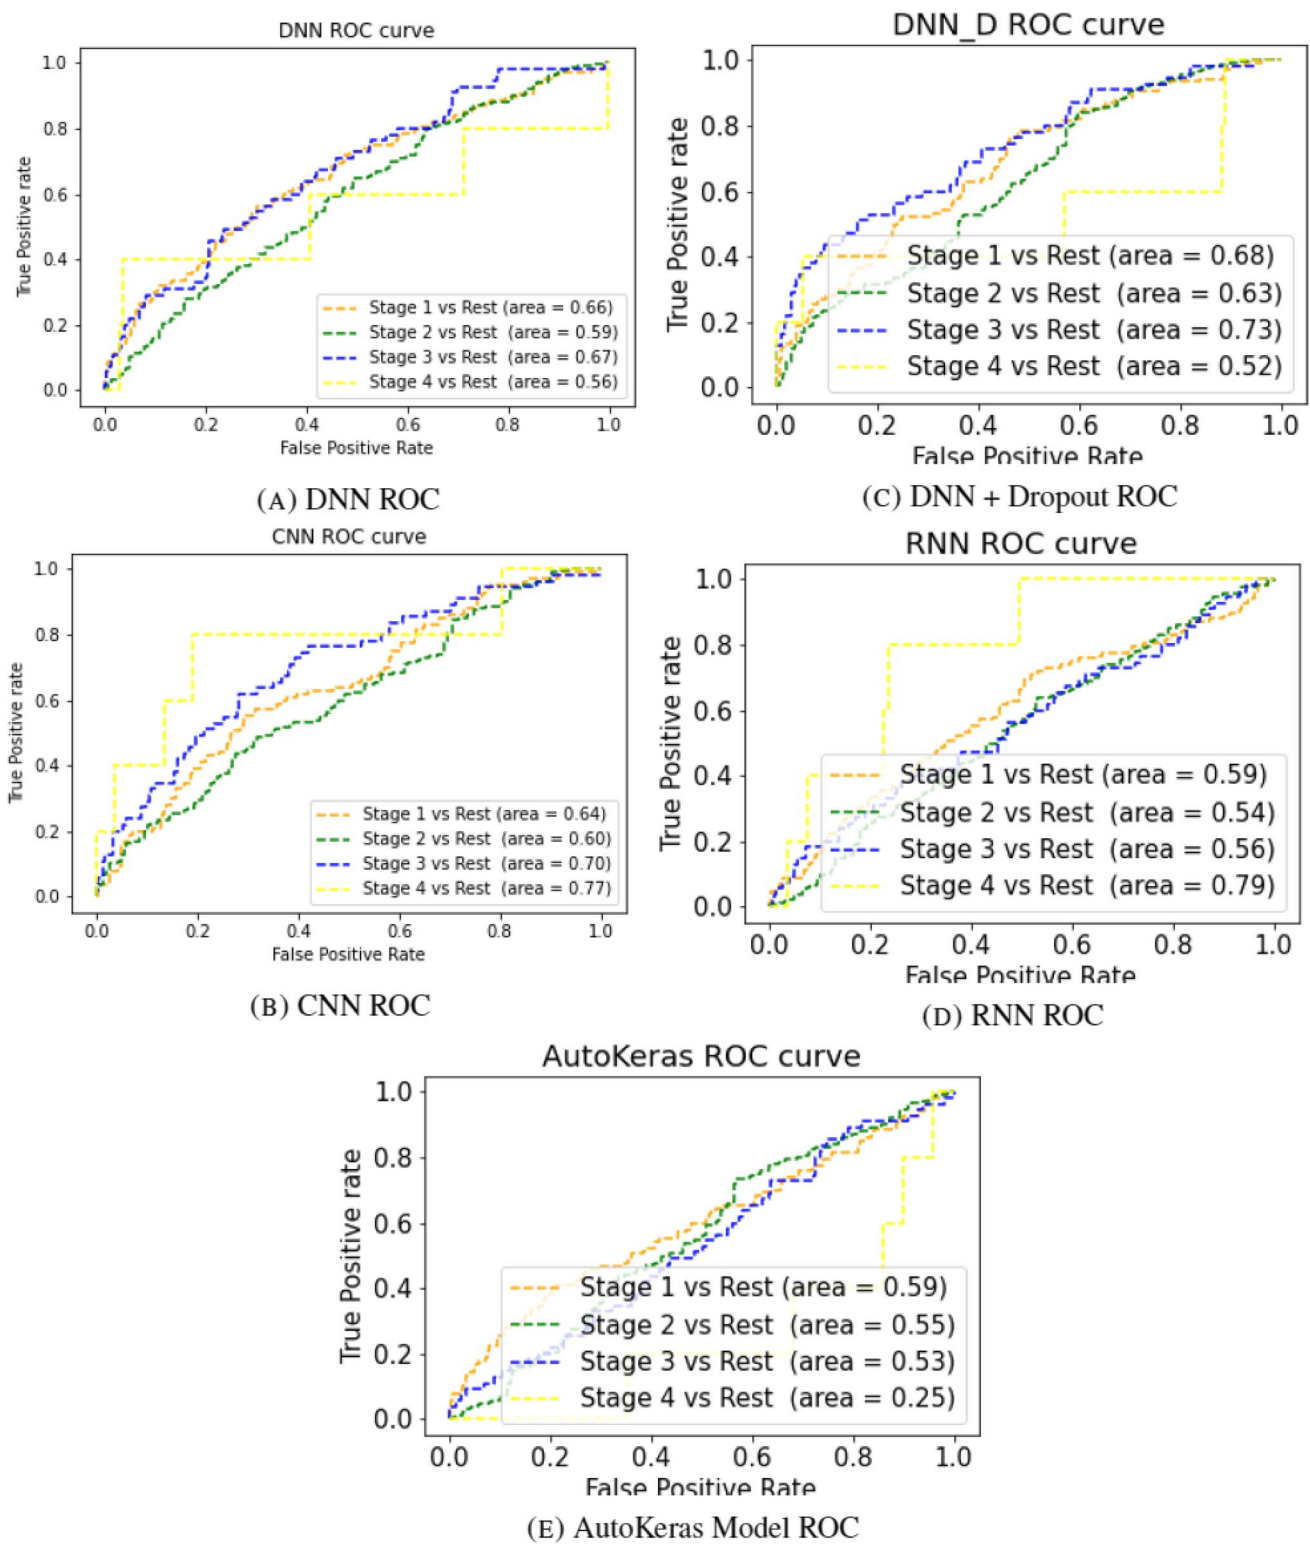 DNN ROC curve
True Positive rate
1.0
0.8
0.6
0.4
0.2
0.0
Stage 1 vs Rest (area = 0.66)
Stage 2 vs Rest (area = 0.59)
Stage 3 vs Rest (area = 0.67)
Stage 4 vs Rest (area = 0.56)
0.0 0.2 0.4 0.6 0.8 1.0
False Positive Rate
(A) DNN ROC
DNN_D ROC curve
True Positive rate
1.0
0.8
0.6
0.4
0.2
0.0
Stage 1 vs Rest (area = 0.68)
Stage 2 vs Rest (area = 0.63)
Stage 3 vs Rest (area = 0.73)
Stage 4 vs Rest (area = 0.52)
0.0 0.2 0.4 0.6 0.8 1.0
False Positive Rate
(C) DNN + Dropout ROC
CNN ROC curve
True Positive rate
1.0
0.8
0.6
0.4
0.2
0.0
Stage 1 vs Rest (area = 0.64)
Stage 2 vs Rest (area = 0.60)
Stage 3 vs Rest (area = 0.70)
Stage 4 vs Rest (area = 0.77)
0.0 0.2 0.4 0.6 0.8 1.0
False Positive Rate
(B) CNN ROC
RNN ROC curve
True Positive rate
1.0
0.8
0.6
0.4
0.2
0.0
Stage 1 vs Rest (area = 0.59)
Stage 2 vs Rest (area = 0.54)
Stage 3 vs Rest (area = 0.56)
Stage 4 vs Rest (area = 0.79)
0.0 0.2 0.4 0.6 0.8 1.0
False Positive Rate
(D) RNN ROC
AutoKeras ROC curve
True Positive rate
1.0
0.8
0.6
0.4
0.2
0.0
Stage 1 vs Rest (area = 0.59)
Stage 2 vs Rest (area = 0.55)
Stage 3 vs Rest (area = 0.53)
Stage 4 vs Rest (area = 0.25)
0.0 0.2 0.4 0.6 0.8 1.0
False Positive Rate
(E) AutoKeras Model ROC